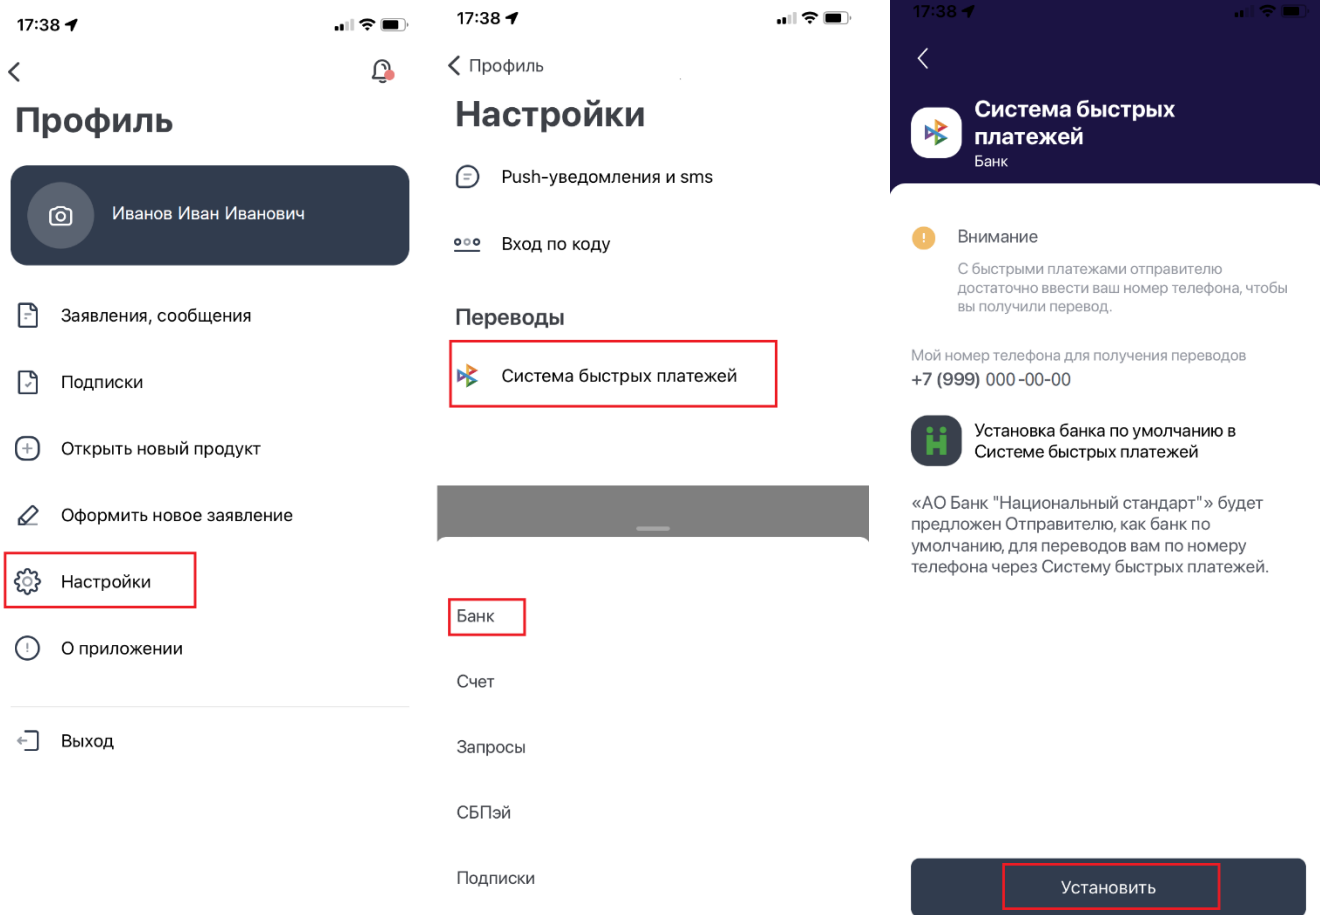 17:38
Профиль
Иванов Иван Иванович
Заявления, сообщения
Подписки
Открыть новый продукт
Оформить новое заявление
Настройки
О приложении
Выход
17:38
Профиль
Настройки
Push-уведомления и sms
Вход по коду
Переводы
Система быстрых платежей
Банк
Счет
Запросы
СБПэй
Подписки
17:38
Система быстрых
платежей
Банк
Внимание
С быстрыми платежами отправителю
достаточно ввести ваш номер телефона, чтобы
вы получили перевод.
Мой номер телефона для получения переводов
+7 (999) 000-00-00
Установка банка по умолчанию в
Системе быстрых платежей
«АО Банк "Национальный стандарт"» будет
предложен Отправителю, как банк по
умолчанию, для переводов вам по номеру
телефона через Систему быстрых платежей.
Установить